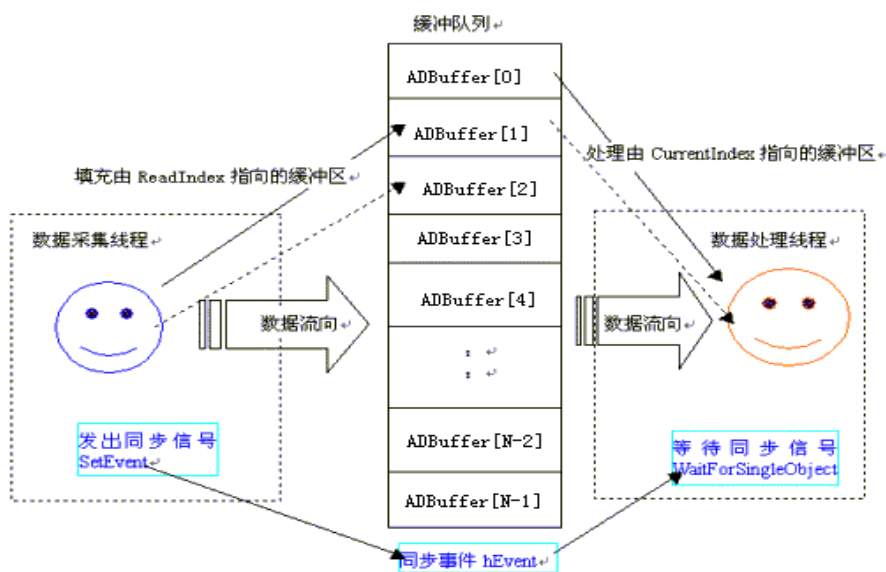 缓冲队列
ADBuffer[0]
ADBuffer[1]
处理由 CurrentIndex 指向的缓冲区
填充由 ReadIndex 指向的缓冲区
ADBuffer[2]
数据采集线程
ADBuffer[3]
数据处理线程
ADBuffer[4]
数据流向
数据流向
:
:
发出同步信号
SetEvent
ADBuffer[N-2]
等待同步信号
WaitForSingleObject
ADBuffer[N-1]
同步事件 hEvent